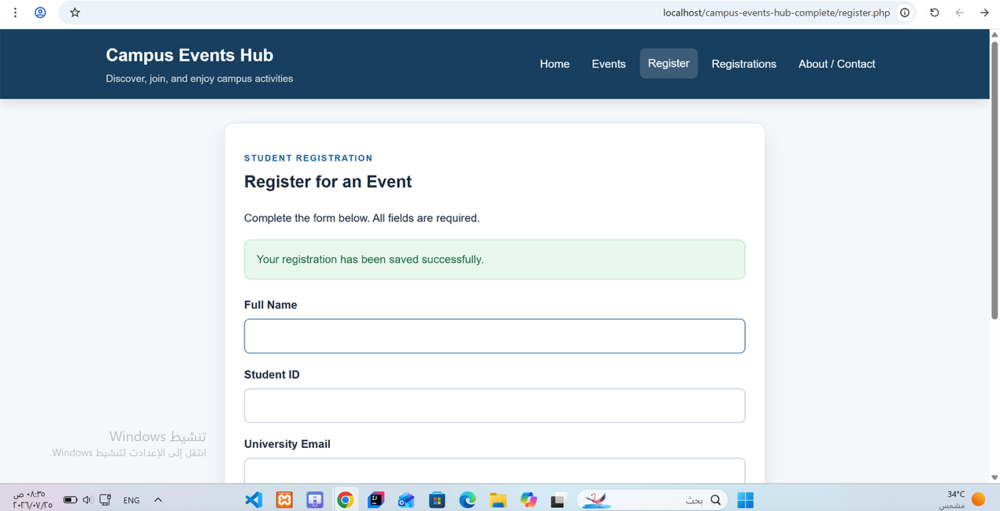 localhost/campus-events-hub-complete/register.php
Campus Events Hub
Discover, join, and enjoy campus activities
Home
Events
Register
Registrations
About / Contact
STUDENT REGISTRATION
Register for an Event
Complete the form below. All fields are required.
Your registration has been saved successfully.
Full Name
Student ID
University Email
تنشيط Windows
انتقل إلى الإعدادت لتنشيط Windows.
٠٨:٣٥ ص
٢٠٢٦/٠٧/٢٥
ENG
بحث
34°C
مشمس